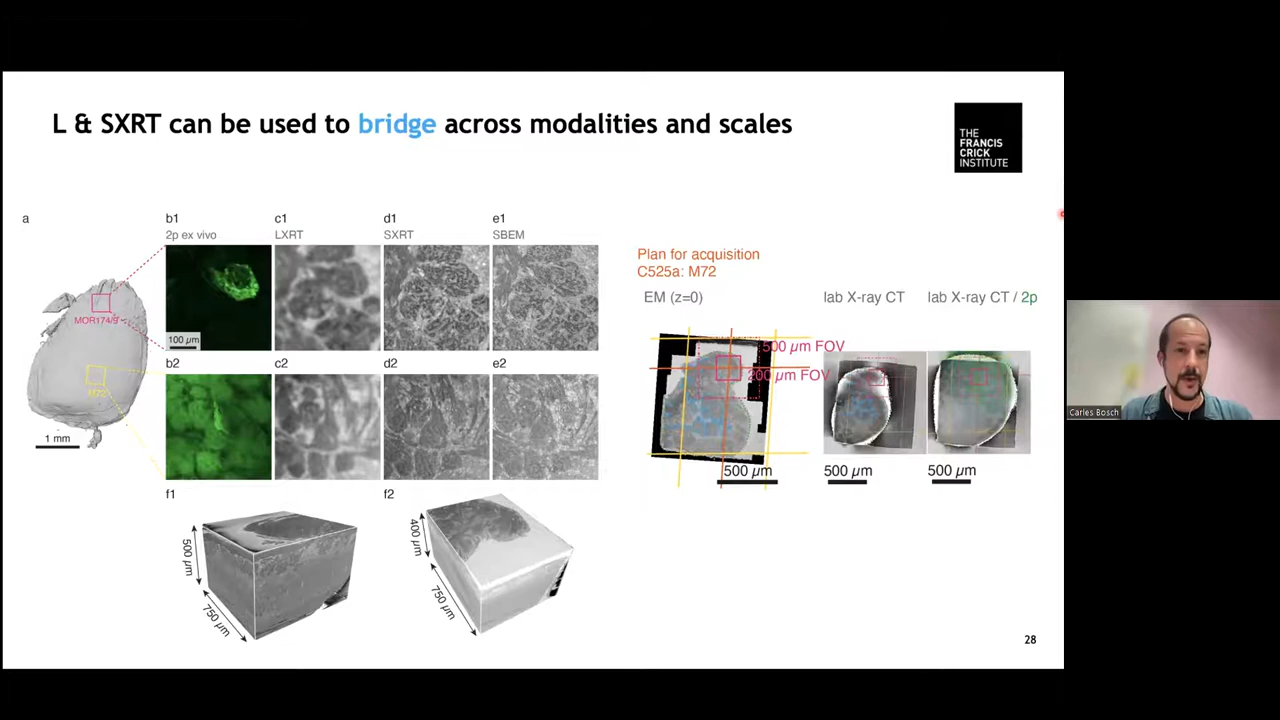 L & SXRT can be used to bridge across modalities and scales
THE
FRANCIS
CRICK
INSTITUTE
a
b1
c1
d1
e1
2p ex vivo
LXRT
SXRT
SBEM
MOR174/9
100 µm
M72
1 mm
b2
c2
d2
e2
f1
f2
500 µm
750 µm
400 µm
750 µm
Plan for acquisition
C525a: M72
EM (z=0)
lab X-ray CT
lab X-ray CT / 2p
500 µm FOV
200 µm FOV
500 µm
500 µm
500 µm
28
Carles Bosch